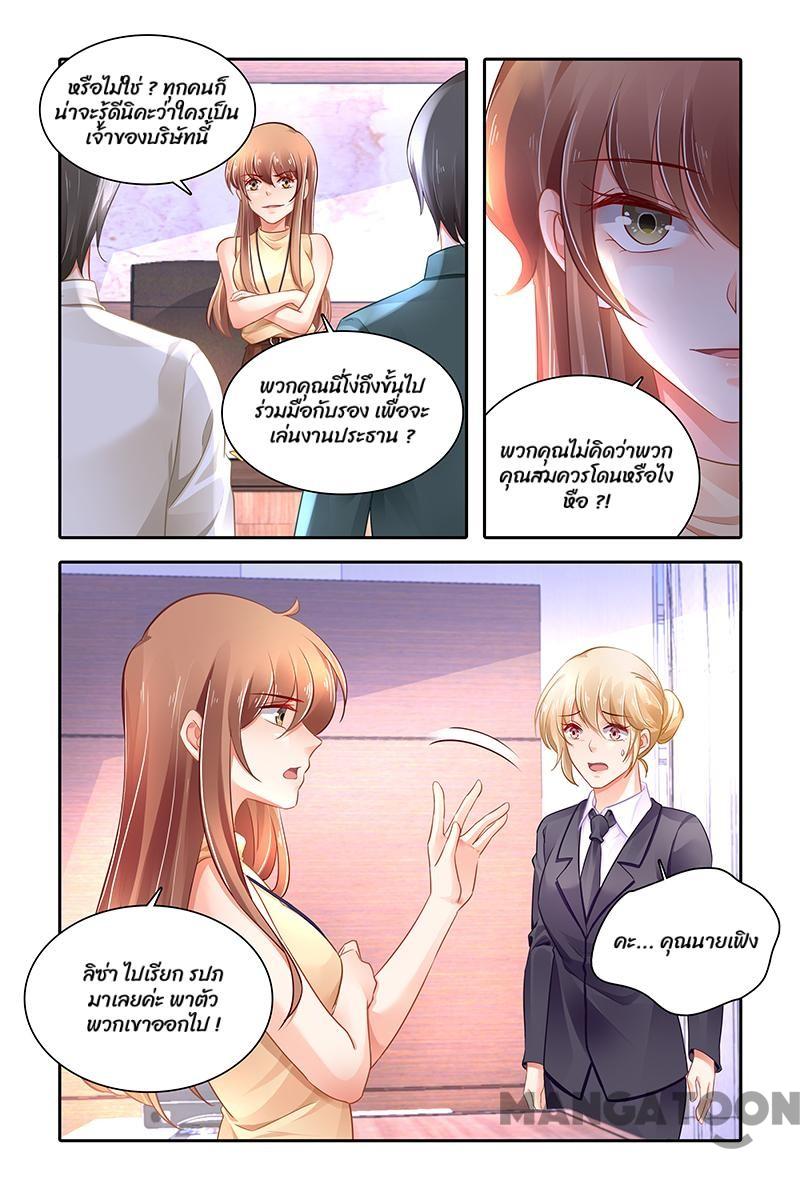 หรือไม่ใช่ ? ทุกคนก็
น่าจะรู้ดีนิคะว่าใครเป็น
เจ้าของบริษัทนี้
พวกคุณนี่โง่ถึงขั้นไป
ร่วมมือกับรอง เพื่อจะ
เล่นงานประธาน ?
พวกคุณไม่คิดว่าพวก
คุณสมควรโดนหรือไง
หือ ?!
ลิซ่า ไปเรียก รปภ
มาเลยค่ะ พาตัว
พวกเขาออกไป !
คะ... คุณนายเฟิง
MANGATOON